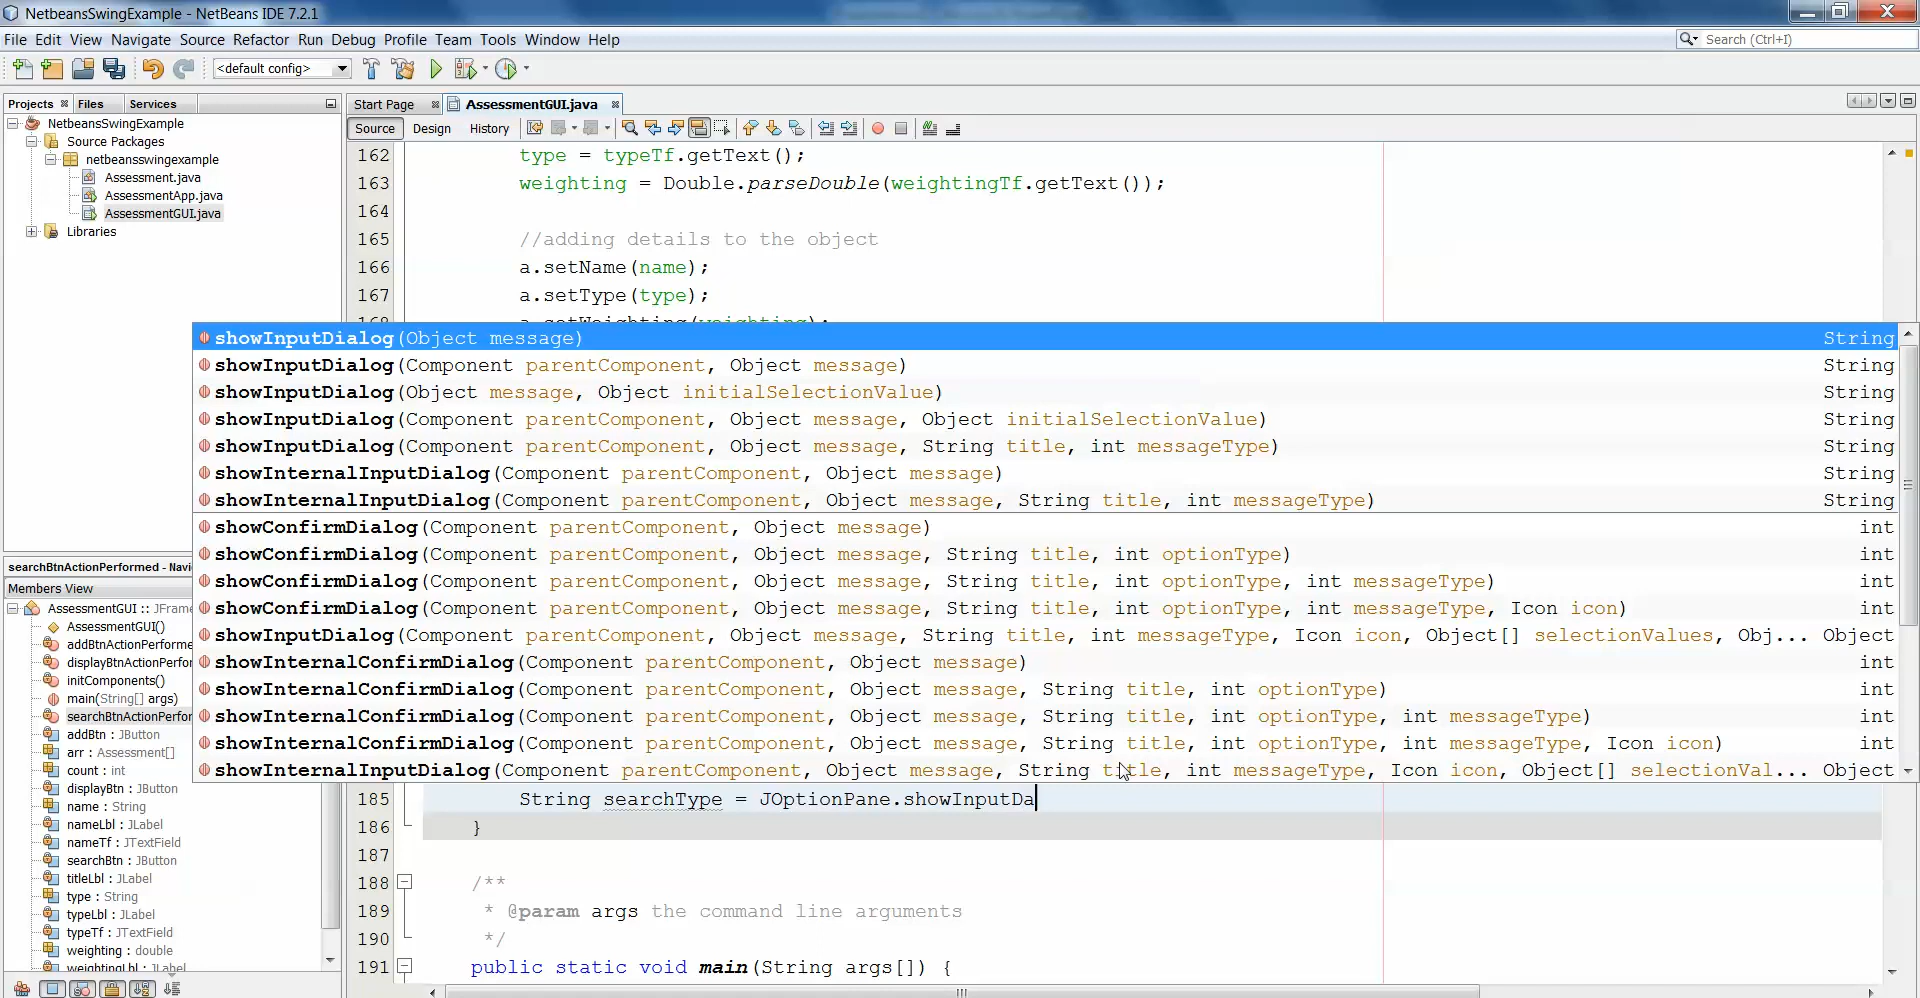 NetbeansSwingExample - NetBeans IDE 7.2.1
File Edit View Navigate Source Refactor Run Debug Profile Team Tools Window Help
Search (Ctrl+I)
<default config>
Projects Files Services
Start Page AssessmentGUI.java
NetbeansSwingExample
Source Packages
netbeansswingexample
Assessment.java
AssessmentApp.java
AssessmentGUI.java
Libraries
Source Design History
162 type = typeTf.getText();
163 weighting = Double.parseDouble(weightingTf.getText());
164
165 //adding details to the object
166 a.setName(name);
167 a.setType(type);
168 a.setWeighting(weighting);
showInputDialog(Object message) String
showInputDialog(Component parentComponent, Object message) String
showInputDialog(Object message, Object initialSelectionValue) String
showInputDialog(Component parentComponent, Object message, Object initialSelectionValue) String
showInputDialog(Component parentComponent, Object message, String title, int messageType) String
showInternalInputDialog(Component parentComponent, Object message) String
showInternalInputDialog(Component parentComponent, Object message, String title, int messageType) String
showConfirmDialog(Component parentComponent, Object message) int
showConfirmDialog(Component parentComponent, Object message, String title, int optionType) int
showConfirmDialog(Component parentComponent, Object message, String title, int optionType, int messageType) int
showConfirmDialog(Component parentComponent, Object message, String title, int optionType, int messageType, Icon icon) int
showInputDialog(Component parentComponent, Object message, String title, int messageType, Icon icon, Object[] selectionValues, Obj... Object
showInternalConfirmDialog(Component parentComponent, Object message) int
showInternalConfirmDialog(Component parentComponent, Object message, String title, int optionType) int
showInternalConfirmDialog(Component parentComponent, Object message, String title, int optionType, int messageType) int
showInternalConfirmDialog(Component parentComponent, Object message, String title, int optionType, int messageType, Icon icon) int
showInternalInputDialog(Component parentComponent, Object message, String title, int messageType, Icon icon, Object[] selectionVal... Object
185 String searchType = JOptionPane.showInputDa
186 }
187
188 /**
189 * @param args the command line arguments
190 */
191 public static void main(String args[]) {
searchBtnActionPerformed - Navi
Members View
AssessmentGUI :: JFrame
AssessmentGUI()
addBtnActionPerforme
displayBtnActionPerfor
initComponents()
main(String[] args)
searchBtnActionPerfor
addBtn : JButton
arr : Assessment[]
count : int
displayBtn : JButton
name : String
nameLbl : JLabel
nameTf : JTextField
searchBtn : JButton
titleLbl : JLabel
type : String
typeLbl : JLabel
typeTf : JTextField
weighting : double
weightingLbl : JLabel